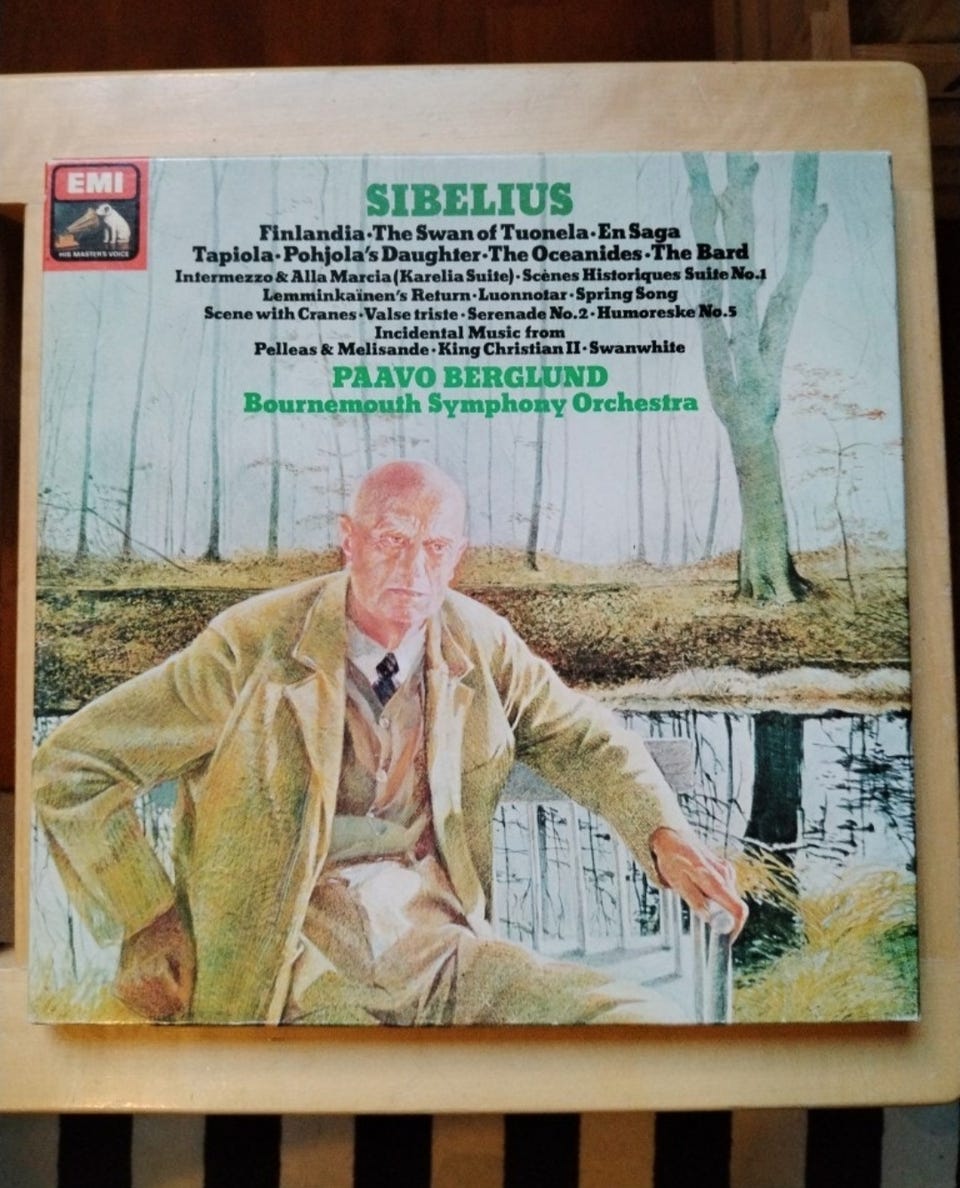 EMI
HIS MASTER'S VOICE
SIBELIUS
Finlandia·The Swan of Tuonela·En Saga
Tapiola·Pohjola's Daughter·The Oceanides·The Bard
Intermezzo & Alla Marcia (Karelia Suite)·Scènes Historiques Suite No.1
Lemminkaïnen's Return·Luonnotar·Spring Song
Scene with Cranes·Valse triste·Serenade No.2·Humoreske No.5
Incidental Music from
Pelleas & Melisande·King Christian II·Swanwhite
PAAVO BERGLUND
Bournemouth Symphony Orchestra